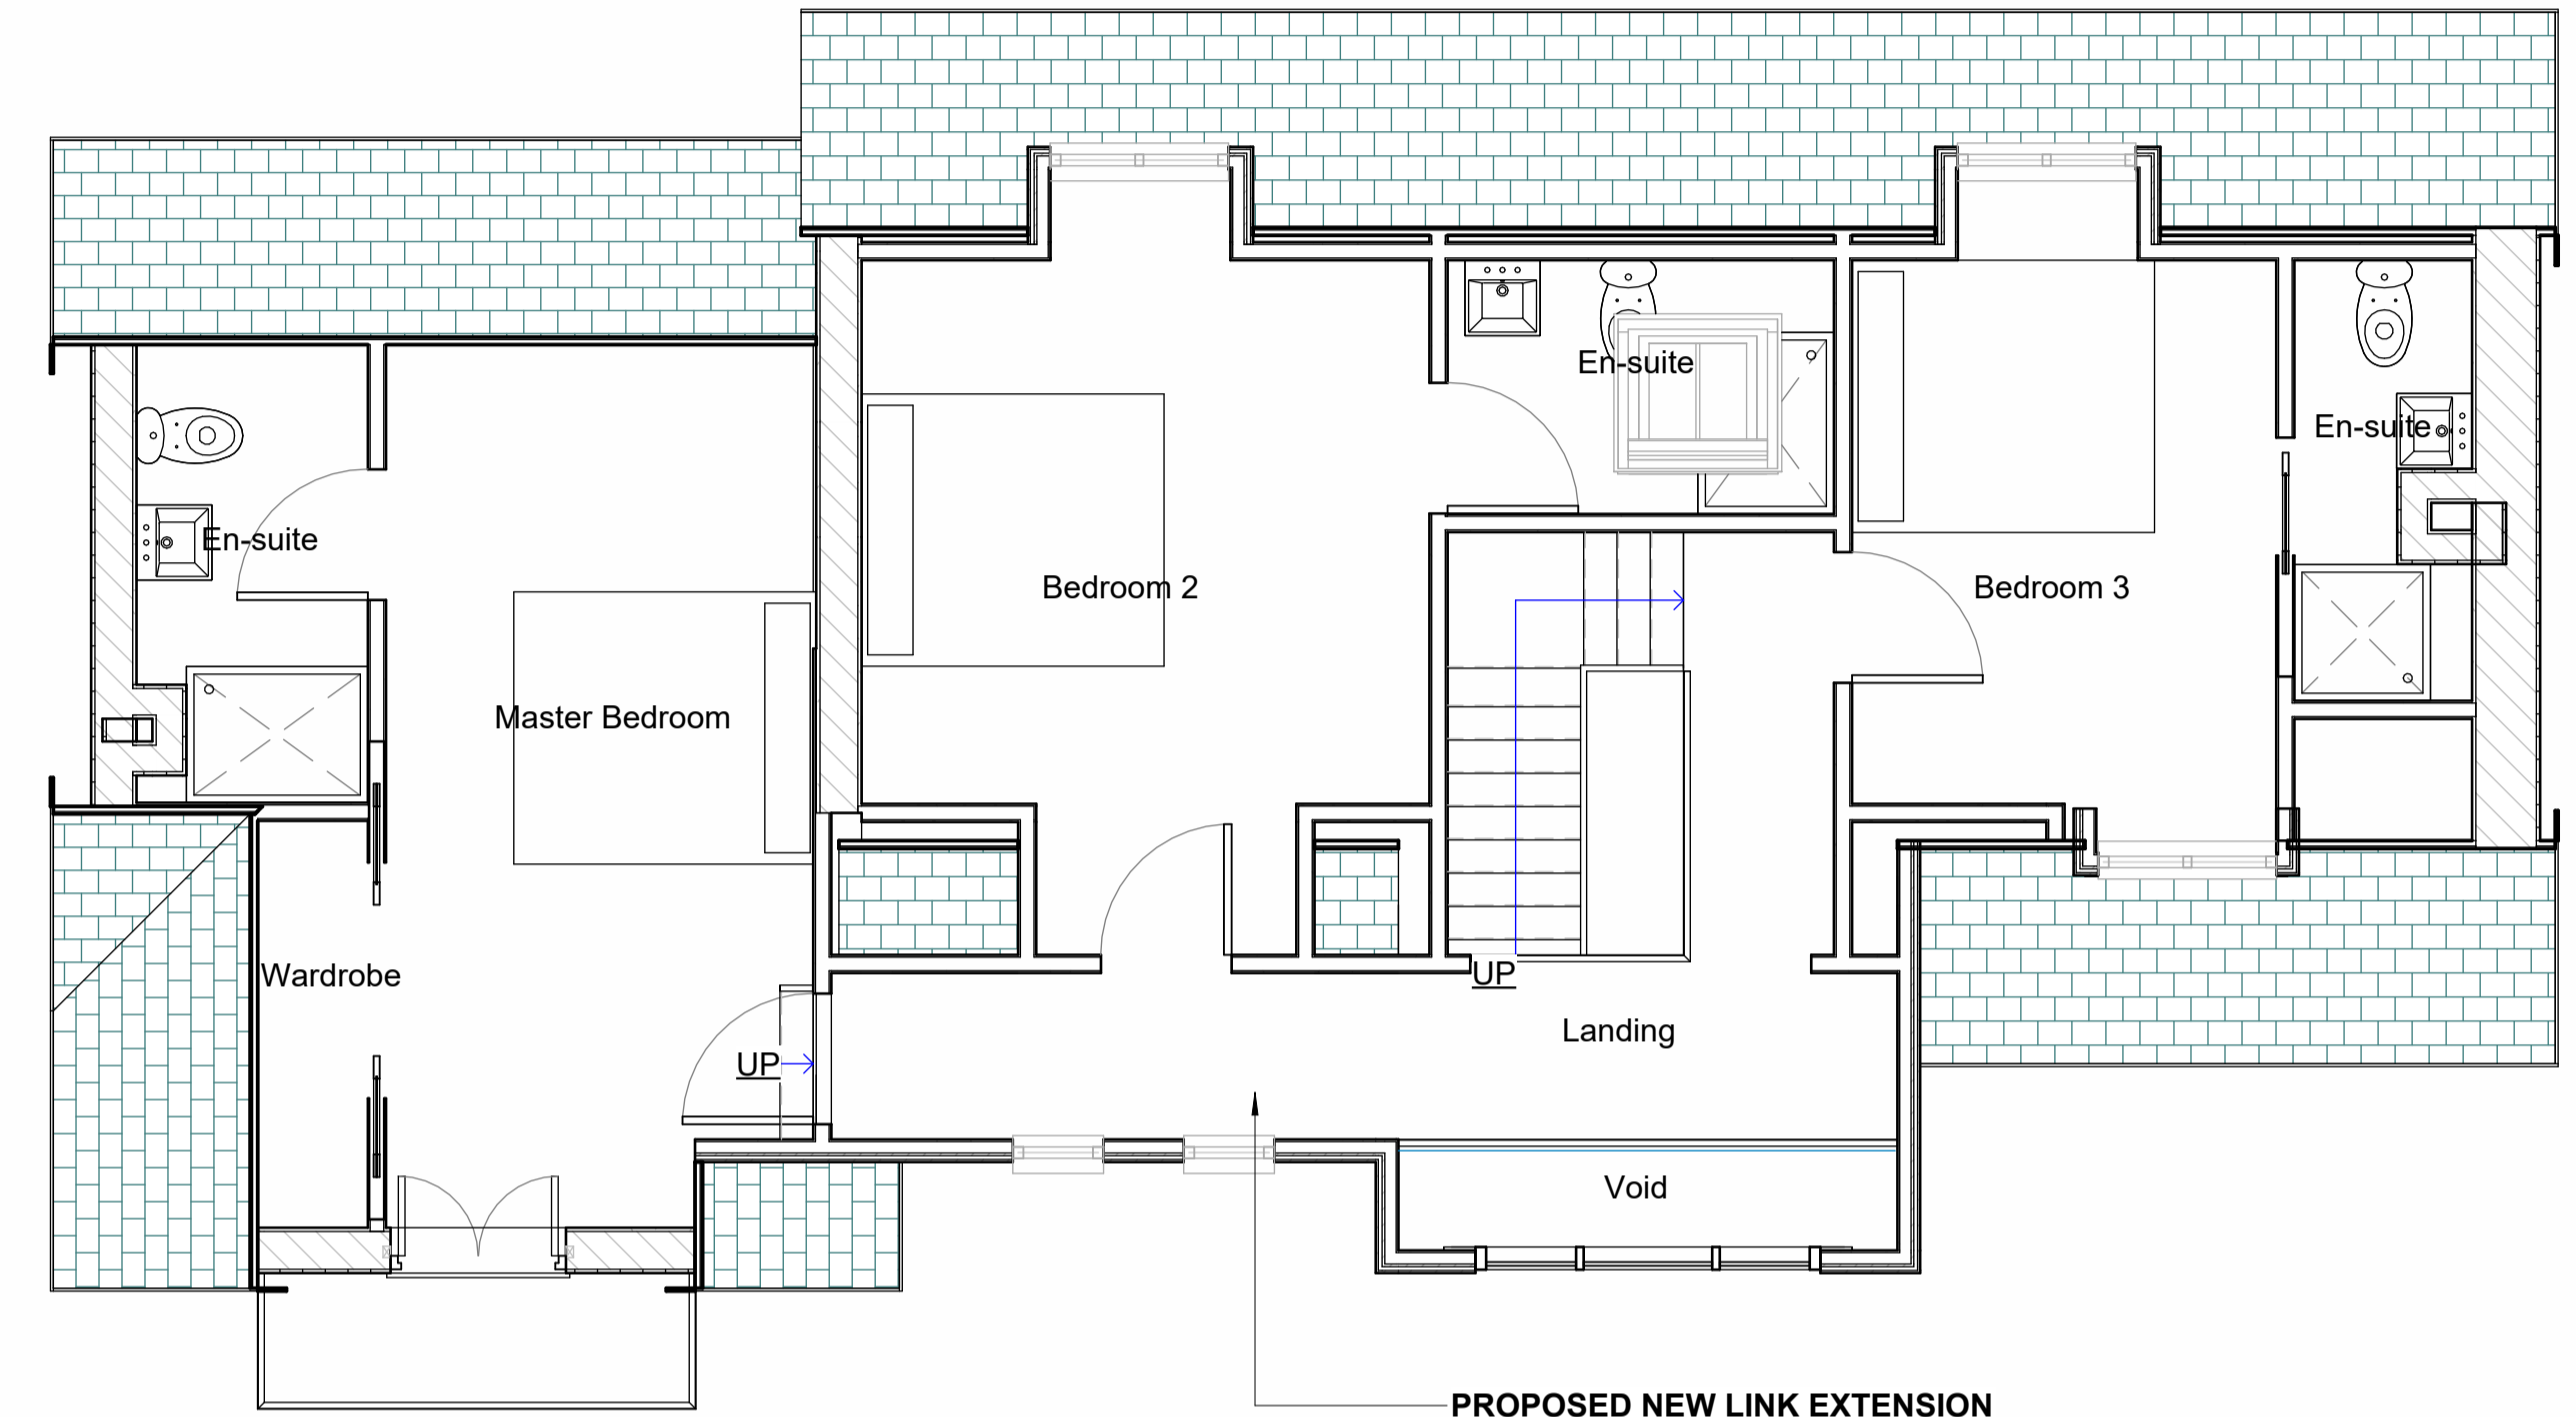 En-suite
En-suite
En-suite
Bedroom 2
Bedroom 3
Master Bedroom
Wardrobe
UP
Landing
UP
Void
PROPOSED NEW LINK EXTENSION